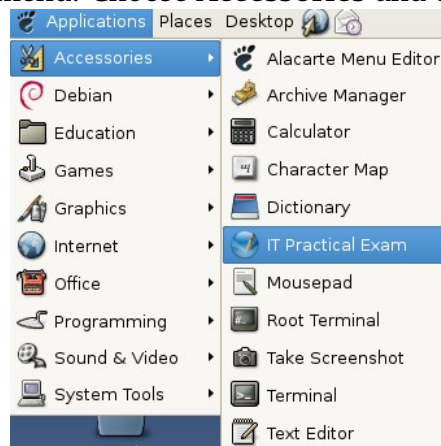 Applications Places Desktop
Accessories
Debian
Education
Games
Graphics
Internet
Office
Programming
Sound & Video
System Tools
Alacarte Menu Editor
Archive Manager
Calculator
Character Map
Dictionary
IT Practical Exam
Mousepad
Root Terminal
Take Screenshot
Terminal
Text Editor